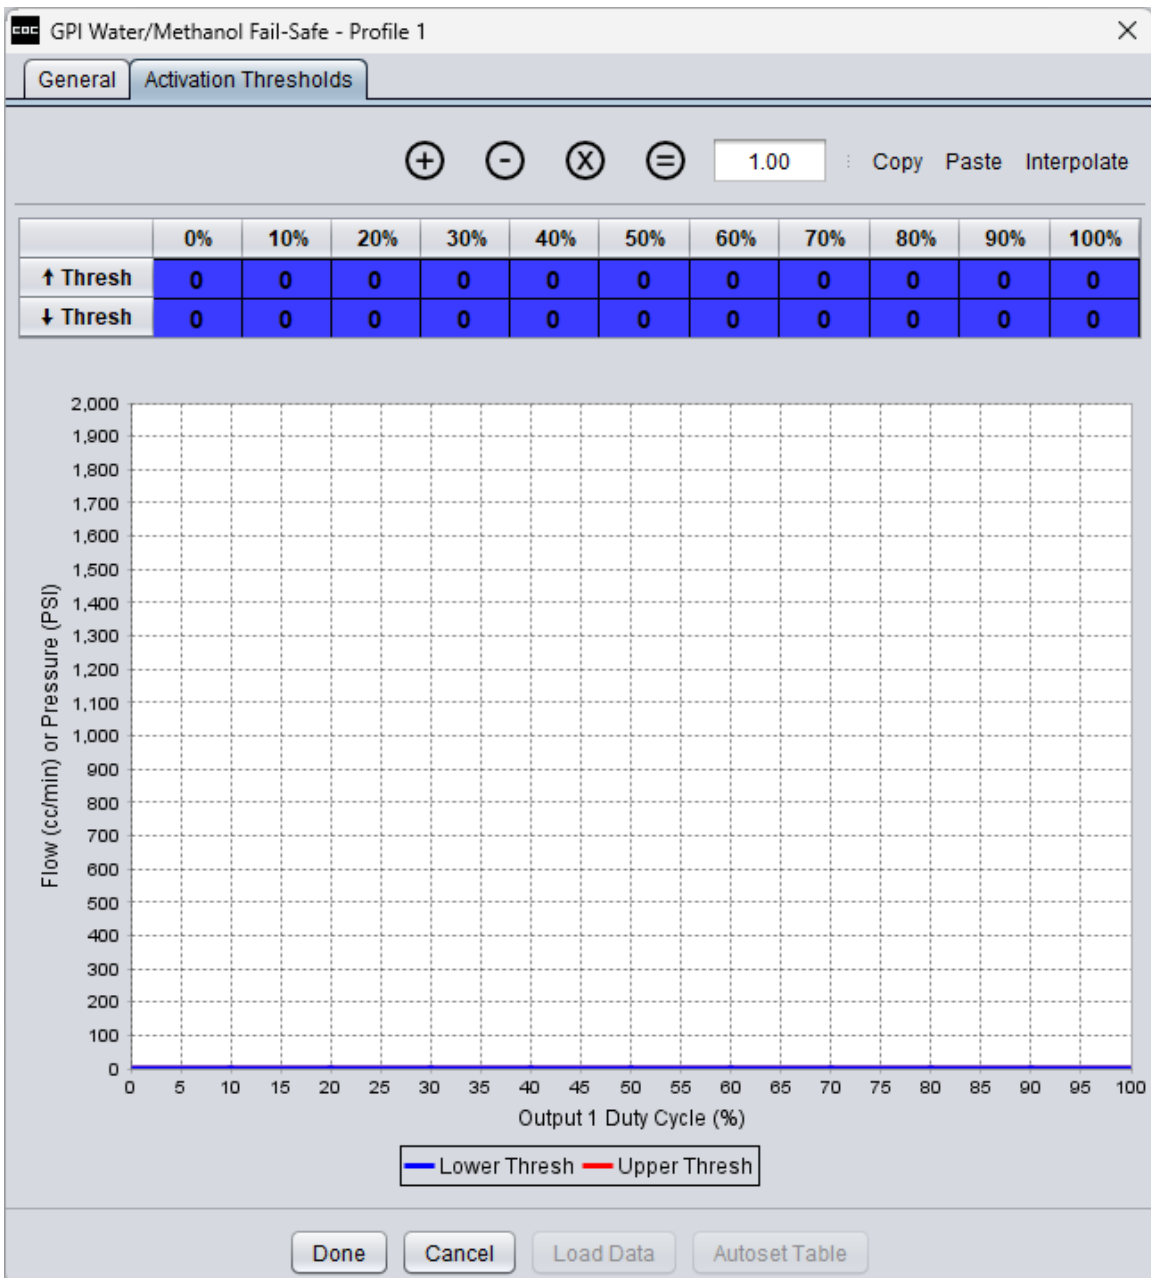 COC GPI Water/Methanol Fail-Safe - Profile 1
General Activation Thresholds
+ - X = 1.00 Copy Paste Interpolate
0% 10% 20% 30% 40% 50% 60% 70% 80% 90% 100%
↑ Thresh 0 0 0 0 0 0 0 0 0 0 0
↓ Thresh 0 0 0 0 0 0 0 0 0 0 0
Flow (cc/min) or Pressure (PSI)
2,000
1,900
1,800
1,700
1,600
1,500
1,400
1,300
1,200
1,100
1,000
900
800
700
600
500
400
300
200
100
0
0 5 10 15 20 25 30 35 40 45 50 55 60 65 70 75 80 85 90 95 100
Output 1 Duty Cycle (%)
Lower Thresh Upper Thresh
Done Cancel Load Data Autoset Table